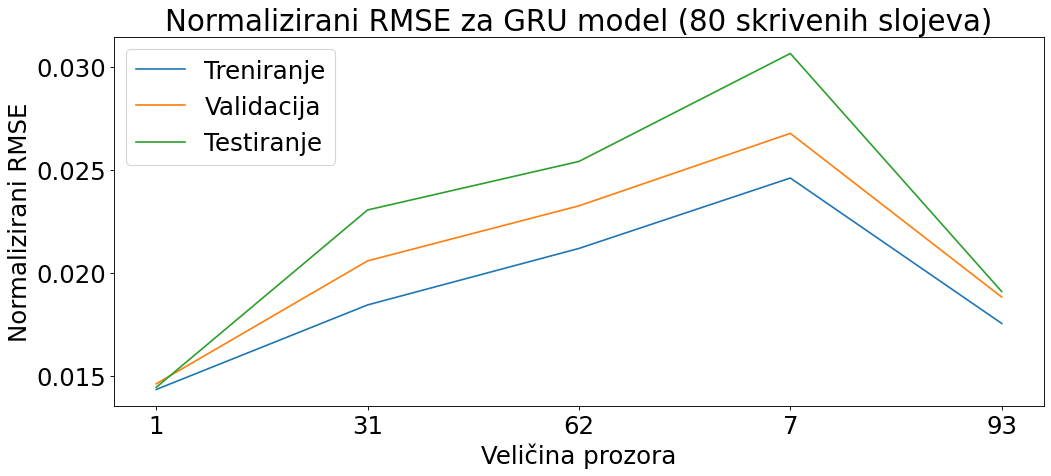 Normalizirani RMSE za GRU model (80 skrivenih slojeva)
Treniranje
Validacija
Testiranje
Normalizirani RMSE
0.030
0.025
0.020
0.015
1 31 62 7 93
Veličina prozora